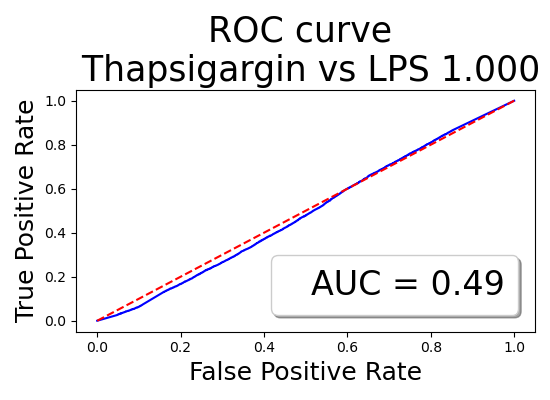 ROC curve
Thapsigargin vs LPS 1.000
True Positive Rate
1.0
0.8
0.6
0.4
0.2
0.0
AUC = 0.49
0.0 0.2 0.4 0.6 0.8 1.0
False Positive Rate